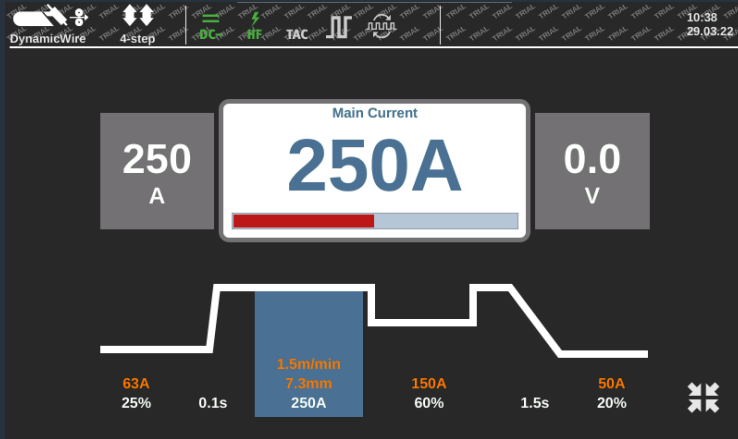 DynamicWire
4-step
DC-
HF
TAC
TRIAL
10:38
29.03.22
250
A
Main Current
250A
0.0
V
1.5m/min
63A
7.3mm
150A
50A
25%
0.1s
250A
60%
1.5s
20%